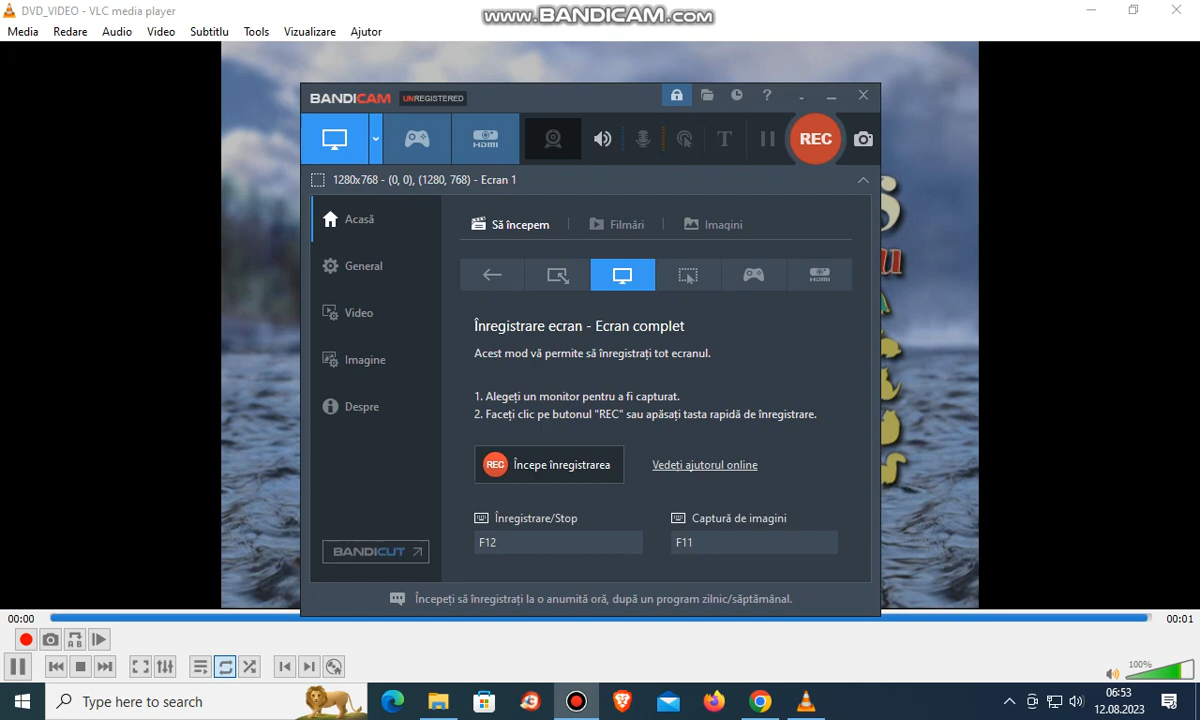 DVD_VIDEO - VLC media player
www.BANDICAM.com
Media Redare Audio Video Subtitlu Tools Vizualizare Ajutor
BANDICAM UNREGISTERED
HDMI
T
REC
1280x768 - (0, 0), (1280, 768) - Ecran 1
Acasă
General
Video
Imagine
Despre
BANDICUT
Să începem
Filmări
Imagini
HDMI
Înregistrare ecran - Ecran complet
Acest mod vă permite să înregistrați tot ecranul.
1. Alegeți un monitor pentru a fi capturat.
2. Faceți clic pe butonul "REC" sau apăsați tasta rapidă de înregistrare.
REC Începe înregistrarea
Vedeți ajutorul online
Înregistrare/Stop
F12
Captură de imagini
F11
Începeți să înregistrați la o anumită oră, după un program zilnic/săptămânal.
00:00
00:01
100%
Type here to search
06:53
12.08.2023